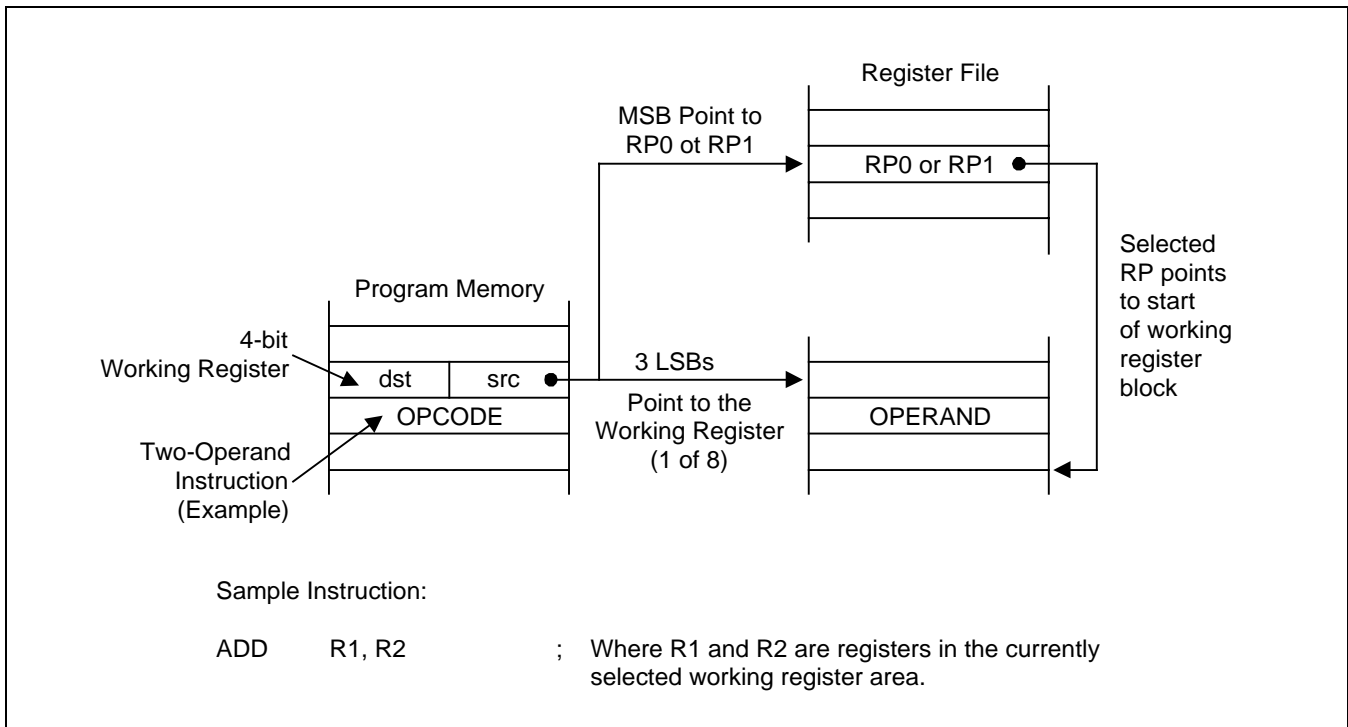 Register File
MSB Point to
RP0 ot RP1
RP0 or RP1
Selected
RP points
to start
of working
register
block
Program Memory
4-bit
Working Register
dst src
3 LSBs
Point to the
Working Register
(1 of 8)
OPCODE
OPERAND
Two-Operand
Instruction
(Example)
Sample Instruction:
ADD R1, R2 ; Where R1 and R2 are registers in the currently
selected working register area.